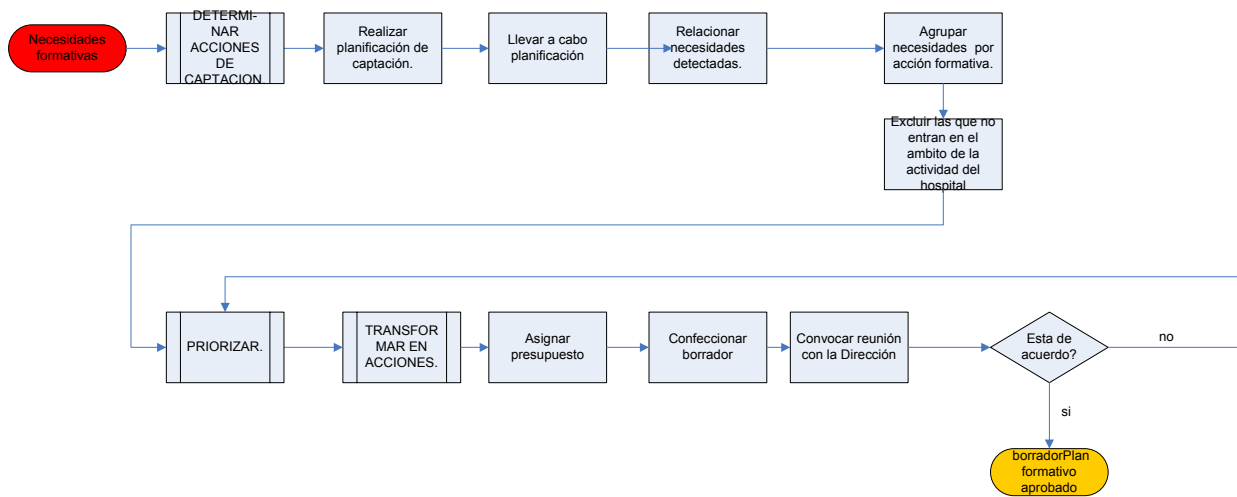 Necesidades
formativas
DETERMI-
NAR
ACCIONES
DE
CAPTACION.
Realizar
planificación de
captación.
Llevar a cabo
planificación
Relacionar
necesidades
detectadas.
Agrupar
necesidades por
acción formativa.
Excluir las que no
entran en el
ambito de la
actividad del
hospital
PRIORIZAR.
TRANSFOR
MAR EN
ACCIONES.
Asignar
presupuesto
Confeccionar
borrador
Convocar reunión
con la Dirección
Esta de
acuerdo?
no
si
borradorPlan
formativo
aprobado